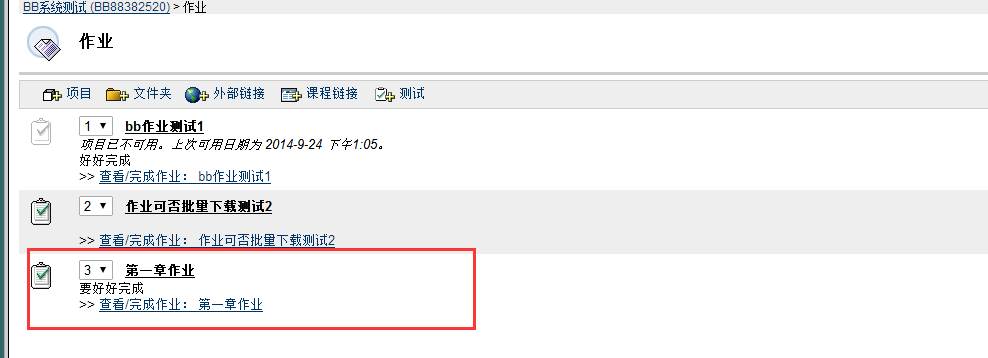 BB系统测试 (BB88382520) > 作业
作业
项目 文件夹 外部链接 课程链接 测试
1 bb作业测试1
项目已不可用。上次可用日期为 2014-9-24 下午1:05。
好好完成
>> 查看/完成作业： bb作业测试1
2 作业可否批量下载测试2
>> 查看/完成作业： 作业可否批量下载测试2
3 第一章作业
要好好完成
>> 查看/完成作业： 第一章作业